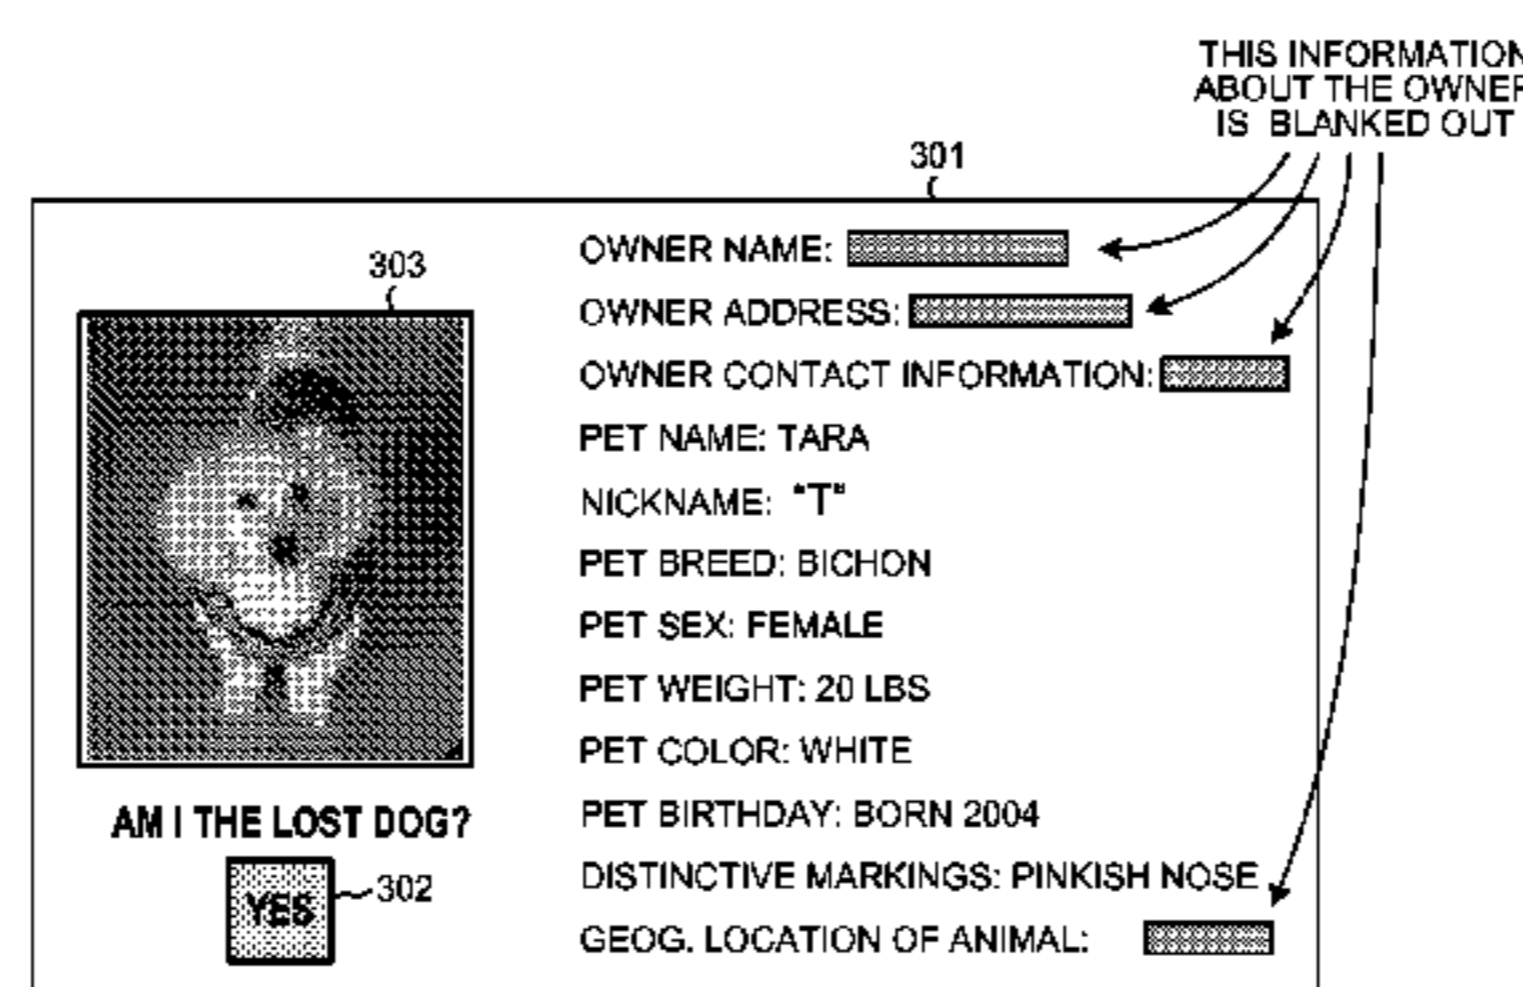 THIS INFORMATION
ABOUT THE OWNER
IS BLANKED OUT
301
303
OWNER NAME:
OWNER ADDRESS:
OWNER CONTACT INFORMATION:
PET NAME: TARA
NICKNAME: "T"
PET BREED: BICHON
PET SEX: FEMALE
PET WEIGHT: 20 LBS
PET COLOR: WHITE
PET BIRTHDAY: BORN 2004
DISTINCTIVE MARKINGS: PINKISH NOSE
GEOG. LOCATION OF ANIMAL:
AM I THE LOST DOG?
YES
302